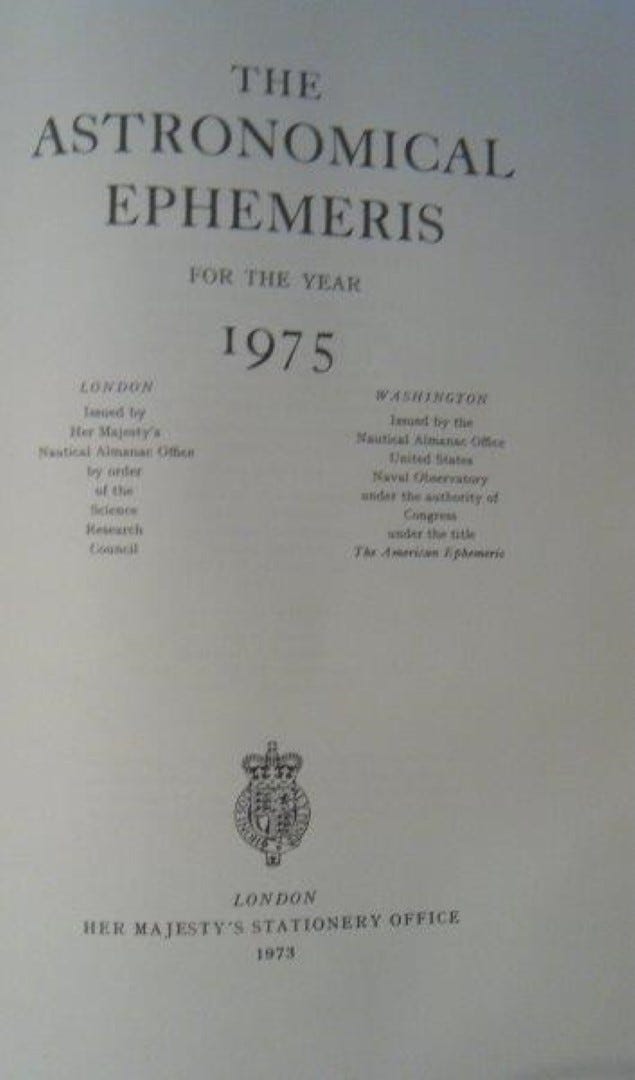 THE
ASTRONOMICAL
EPHEMERIS
FOR THE YEAR
1975
LONDON
Issued by
Her Majesty's
Nautical Almanac Office
by order
of the
Science
Research
Council
WASHINGTON
Issued by the
Nautical Almanac Office
United States
Naval Observatory
under the authority of
Congress
under the title
The American Ephemeris
LONDON
HER MAJESTY'S STATIONERY OFFICE
1973